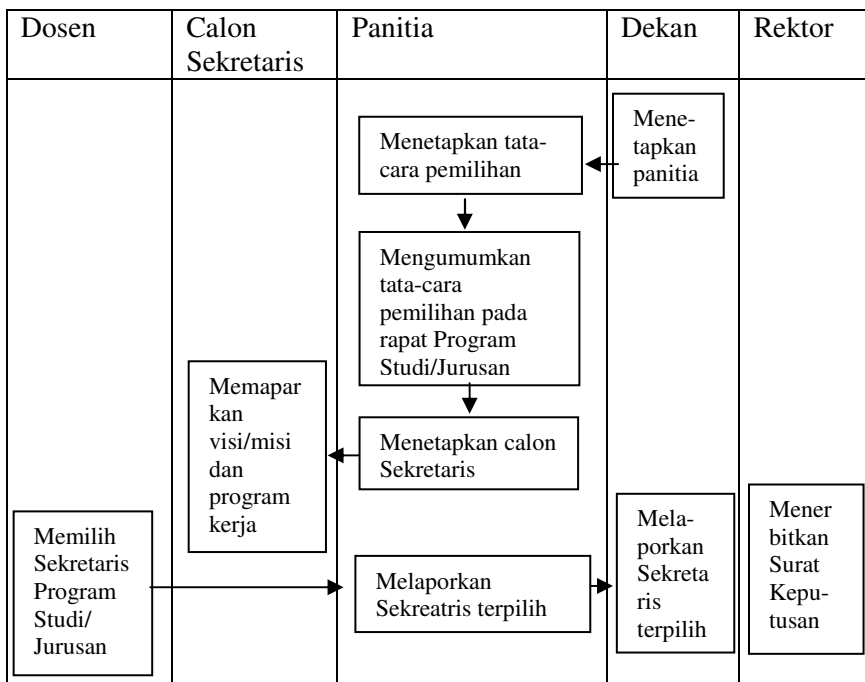 Dosen
Calon
Sekretaris
Panitia
Dekan
Rektor
Mene-
tapkan
panitia
Menetapkan tata-
cara pemilihan
Mengumumkan
tata-cara
pemilihan pada
rapat Program
Studi/Jurusan
Menetapkan calon
Sekretaris
Memapar
kan
visi/misi
dan
program
kerja
Memilih
Sekretaris
Program
Studi/
Jurusan
Melaporkan
Sekreatris terpilih
Mela-
porkan
Sekreta
ris
terpilih
Mener
bitkan
Surat
Kepu-
tusan